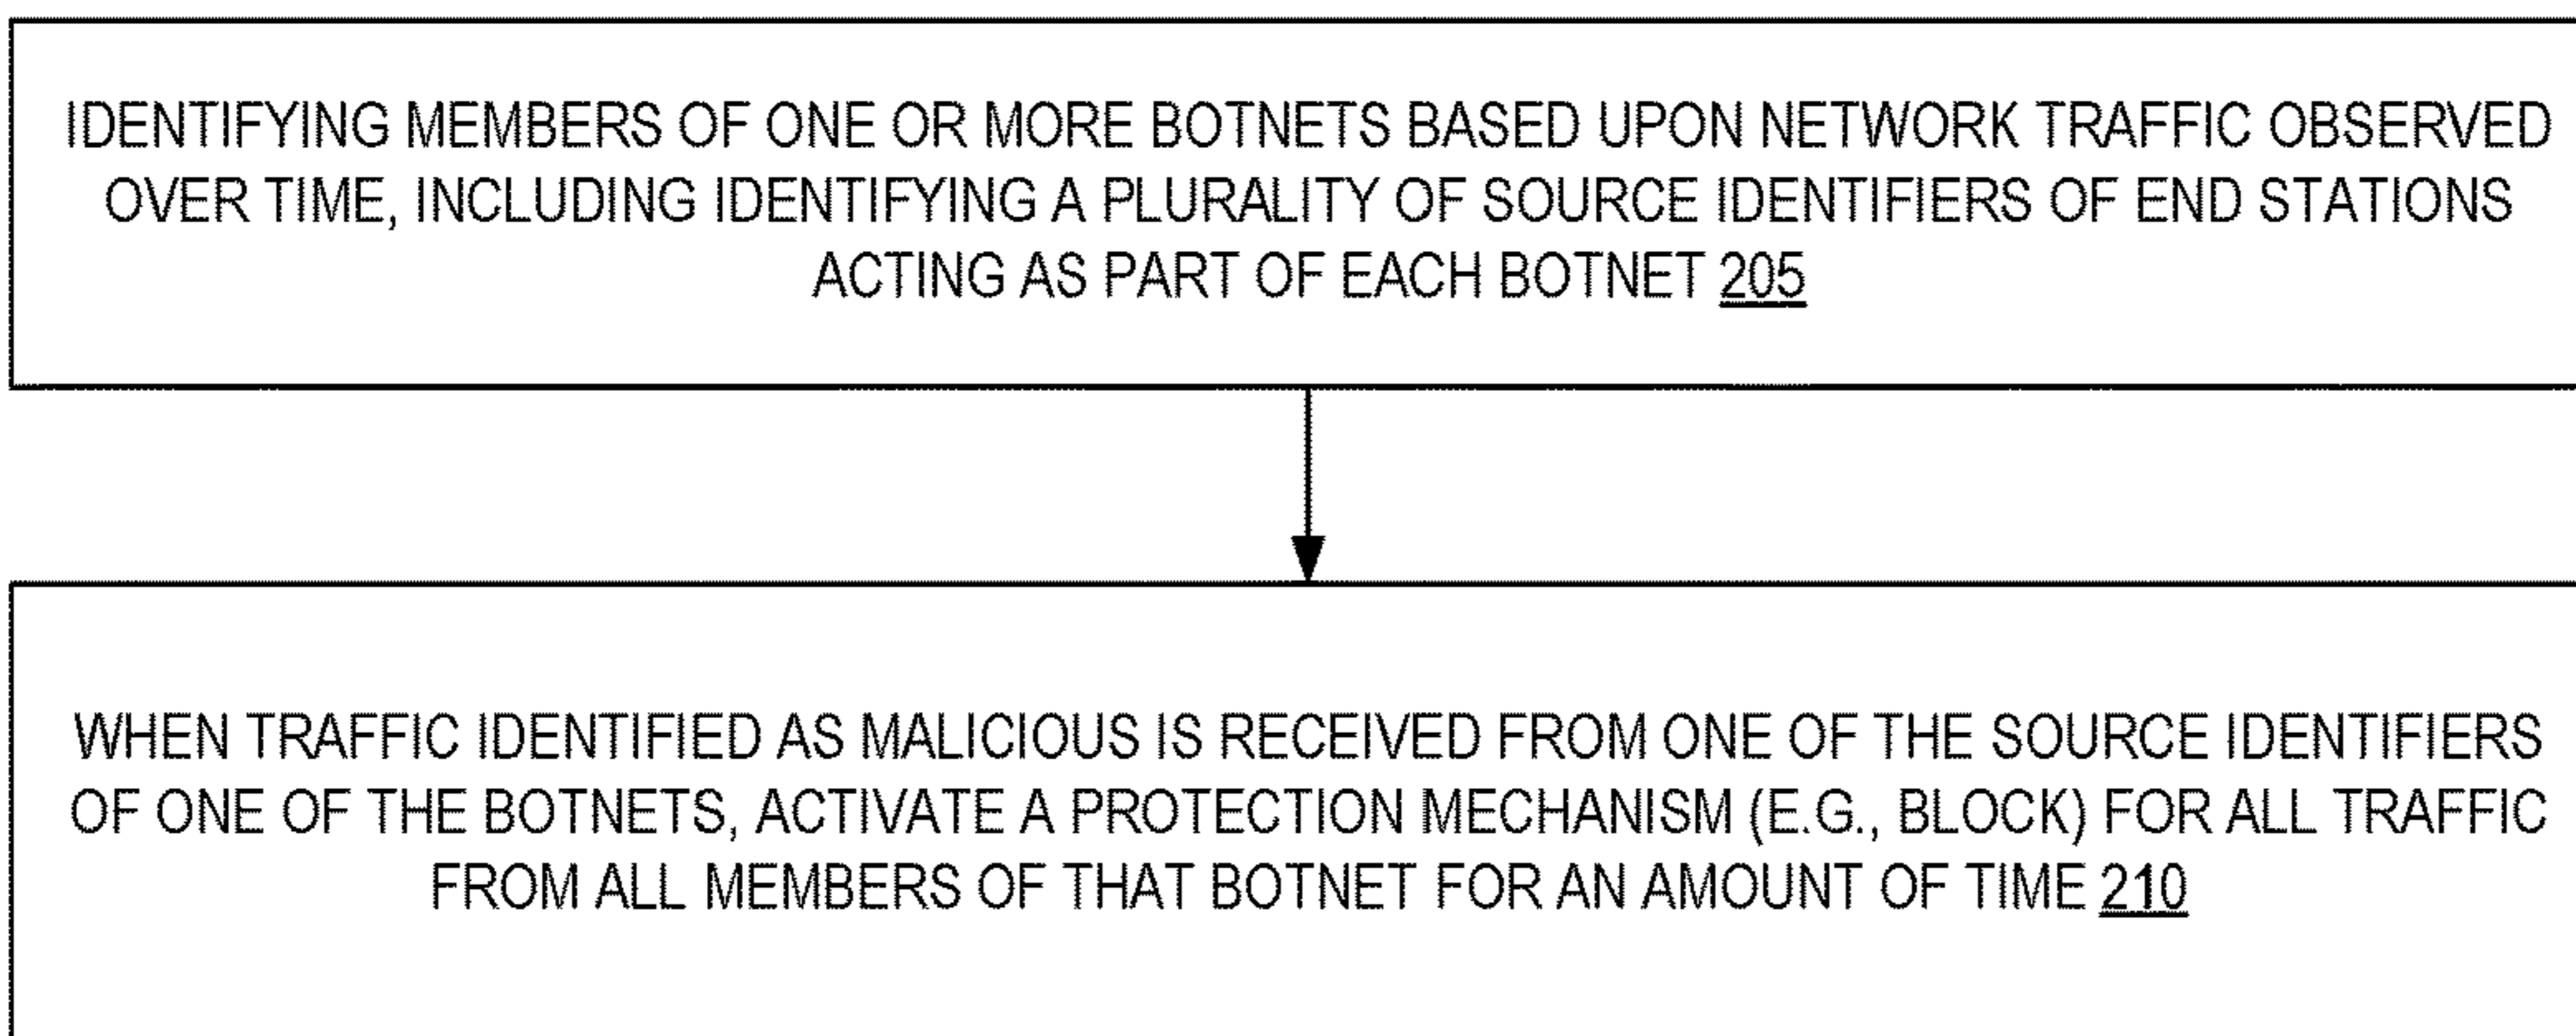 IDENTIFYING MEMBERS OF ONE OR MORE BOTNETS BASED UPON NETWORK TRAFFIC OBSERVED
OVER TIME, INCLUDING IDENTIFYING A PLURALITY OF SOURCE IDENTIFIERS OF END STATIONS
ACTING AS PART OF EACH BOTNET 205
WHEN TRAFFIC IDENTIFIED AS MALICIOUS IS RECEIVED FROM ONE OF THE SOURCE IDENTIFIERS
OF ONE OF THE BOTNETS, ACTIVATE A PROTECTION MECHANISM (E.G., BLOCK) FOR ALL TRAFFIC
FROM ALL MEMBERS OF THAT BOTNET FOR AN AMOUNT OF TIME 210